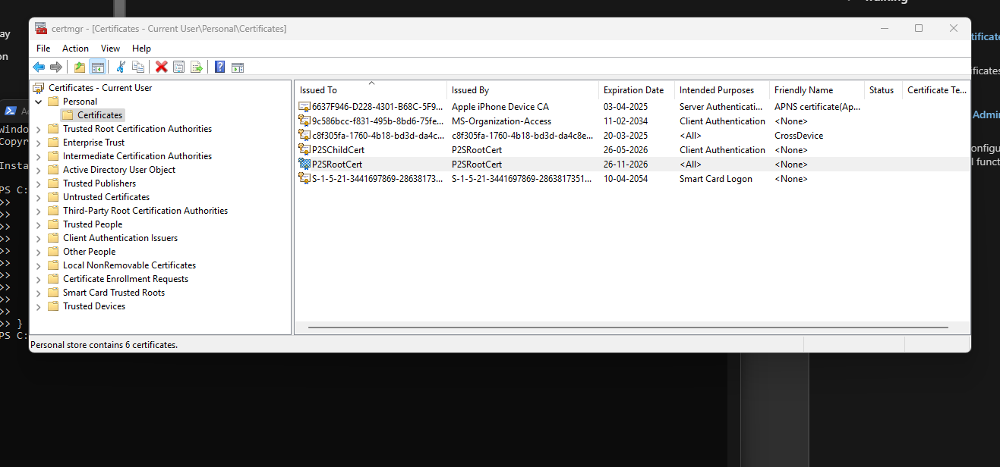 Training
ay
on
certmgr - [Certificates - Current User\Personal\Certificates]
File Action View Help
Certificates - Current User
Personal
Certificates
Trusted Root Certification Authorities
Enterprise Trust
Intermediate Certification Authorities
Active Directory User Object
Trusted Publishers
Untrusted Certificates
Third-Party Root Certification Authorities
Trusted People
Client Authentication Issuers
Other People
Local NonRemovable Certificates
Certificate Enrollment Requests
Smart Card Trusted Roots
Trusted Devices
Issued To Issued By Expiration Date Intended Purposes Friendly Name Status Certificate Te...
6637F946-D228-4301-B68C-5F9... Apple iPhone Device CA 03-04-2025 Server Authenticati... APNS certificate(Ap...
9c586bcc-f831-495b-8bd6-75fe... MS-Organization-Access 11-02-2034 Client Authentication <None>
c8f305fa-1760-4b18-bd3d-da4c... c8f305fa-1760-4b18-bd3d-da4c8e... 20-03-2025 <All> CrossDevice
P2SChildCert P2SRootCert 26-05-2026 Client Authentication <None>
P2SRootCert P2SRootCert 26-11-2026 <All> <None>
S-1-5-21-3441697869-28638173... S-1-5-21-3441697869-2863817351... 10-04-2054 Smart Card Logon <None>
Personal store contains 6 certificates.
Windo
Copyr
Insta
PS C:
>>
>>
>>
>>
>>
>>
>>
>>
>>
>>
>> }
PS C:
tificate
ificates
Admin
onfigu
l funct